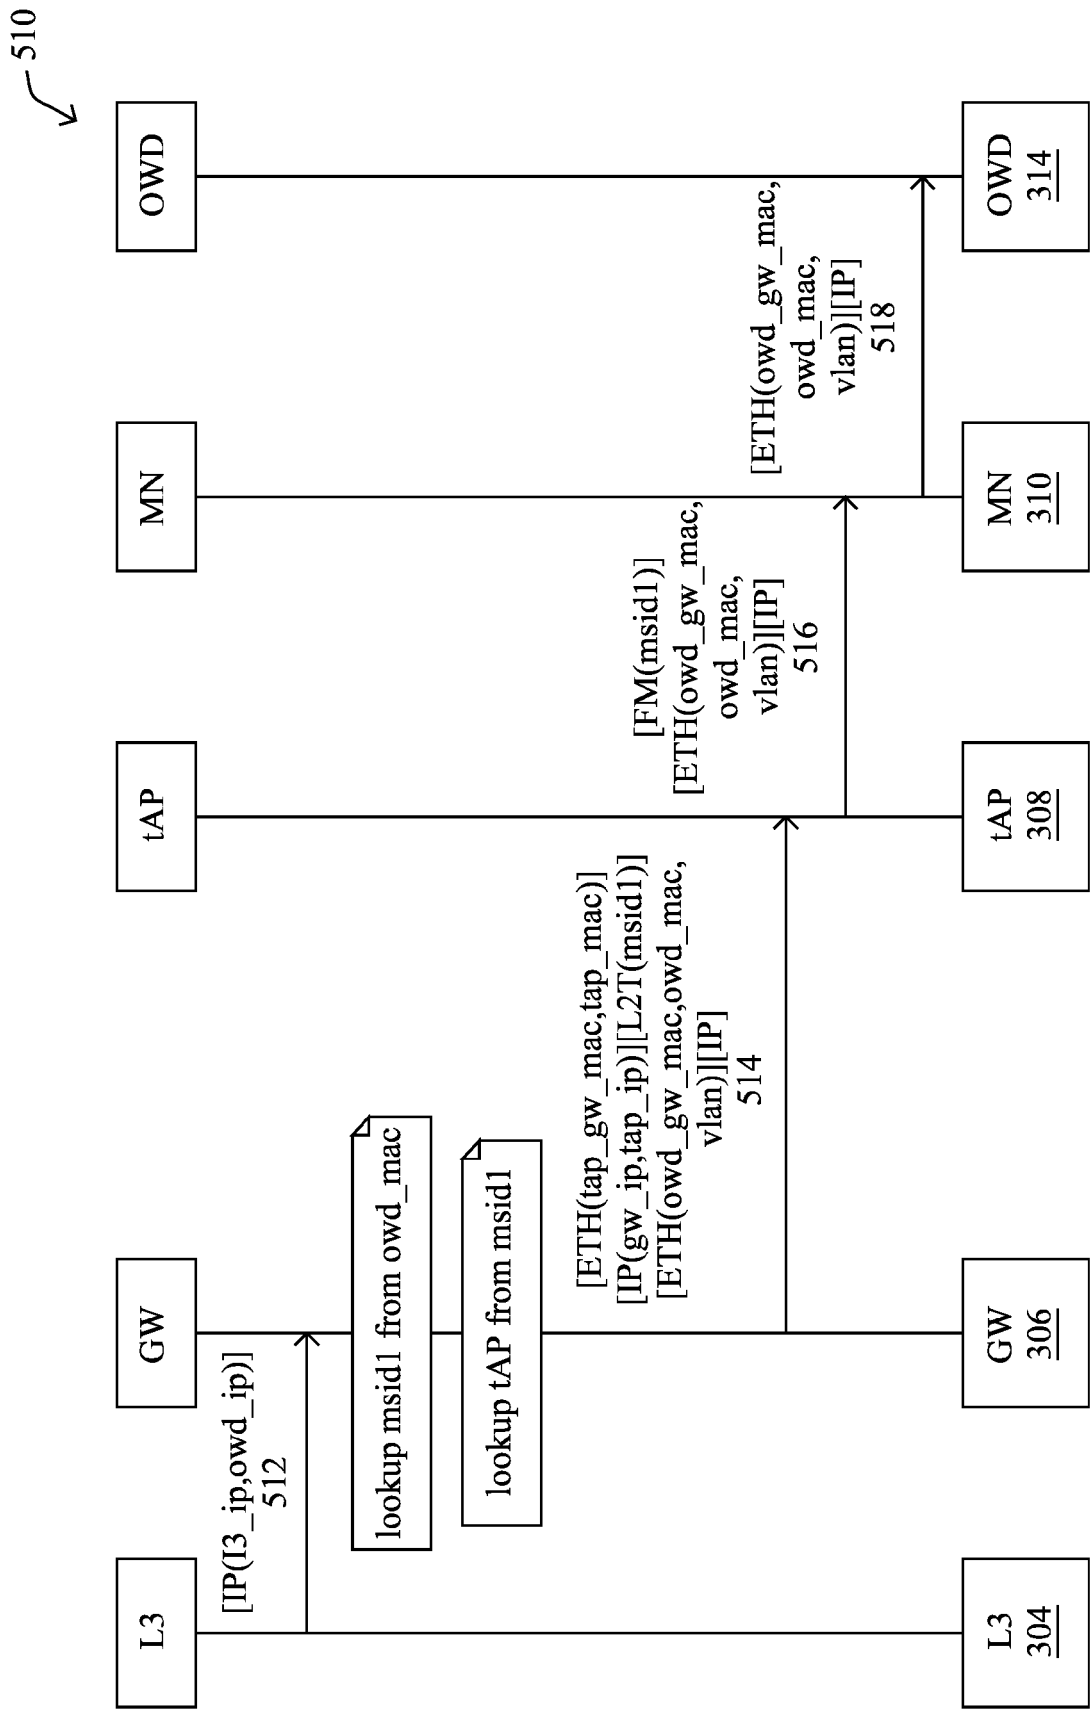 510
L3
GW
tAP
MN
OWD
[IP(I3_ip,owd_ip)]
512
lookup msid1 from owd_mac
lookup tAP from msid1
[ETH(tap_gw_mac,tap_mac)]
[IP(gw_ip,tap_ip)][L2T(msid1)]
[ETH(owd_gw_mac,owd_mac,
vlan)][IP]
514
[FM(msid1)]
[ETH(owd_gw_mac,
owd_mac,
vlan)][IP]
516
[ETH(owd_gw_mac,
owd_mac,
vlan)][IP]
518
L3
304
GW
306
tAP
308
MN
310
OWD
314